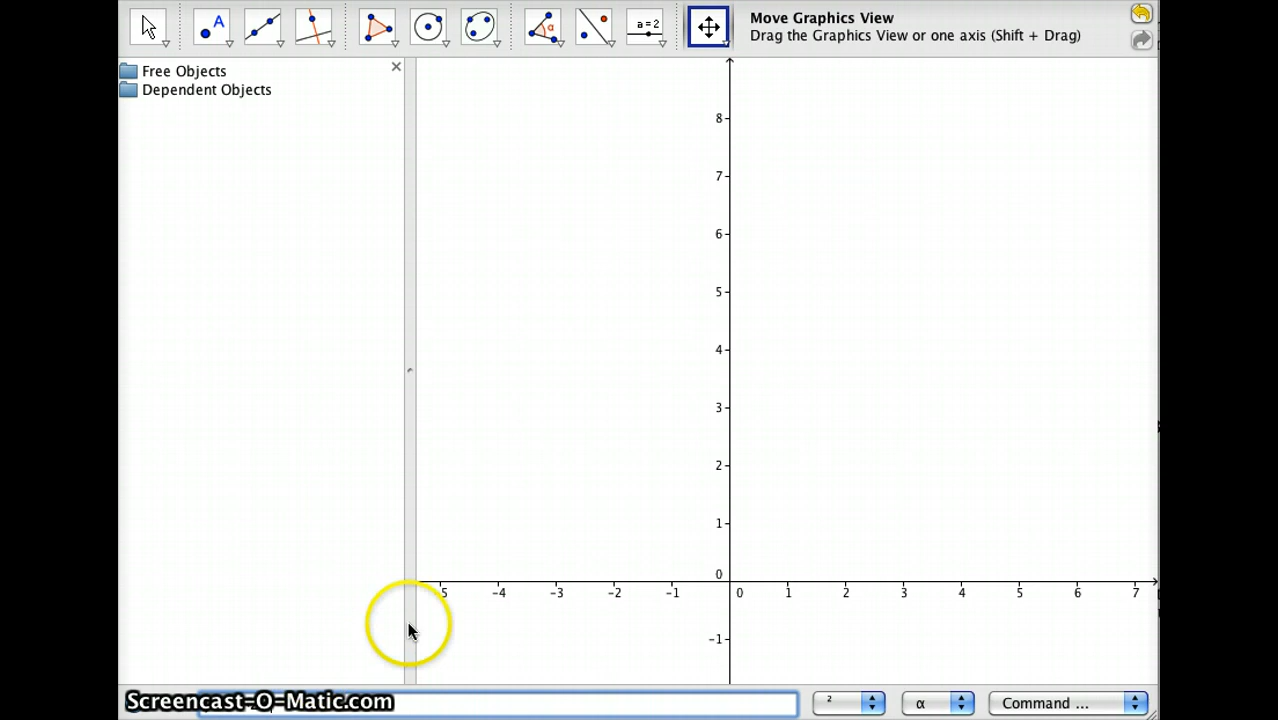 A
α
a=2
Move Graphics View
Drag the Graphics View or one axis (Shift + Drag)
Free Objects
Dependent Objects
8
7
6
5
4
3
2
1
0
5 -4 -3 -2 -1 0 1 2 3 4 5 6 7
-1
Screencast-O-Matic.com
² α Command ...